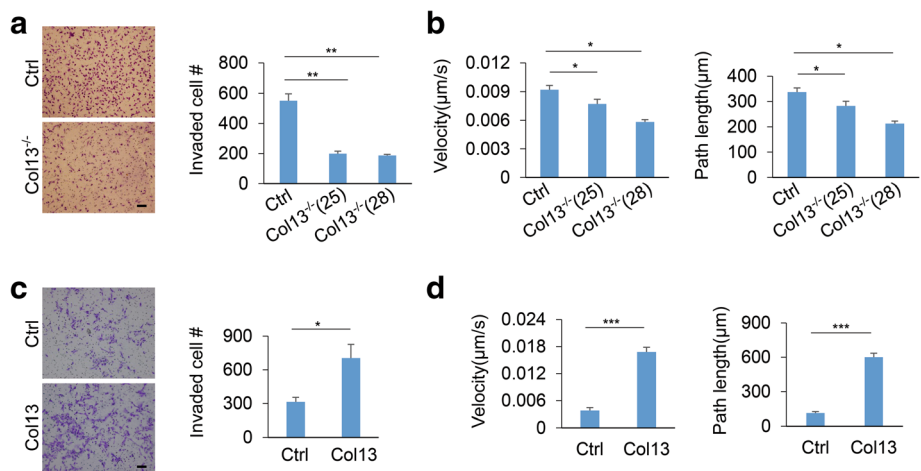 a
Ctrl
Col13-/-
Invaded cell #
800
600
400
200
0
**
**
Ctrl
Col13-/-(25)
Col13-/-(28)
b
Velocity(μm/s)
0.012
0.009
0.006
0.003
0
*
*
Ctrl
Col13-/-(25)
Col13-/-(28)
Path length(μm)
400
300
200
100
0
*
*
Ctrl
Col13-/-(25)
Col13-/-(28)
c
Ctrl
Col13
Invaded cell #
900
600
300
0
*
Ctrl
Col13
d
Velocity(μm/s)
0.024
0.018
0.012
0.006
0
***
Ctrl
Col13
Path length(μm)
900
600
300
0
***
Ctrl
Col13